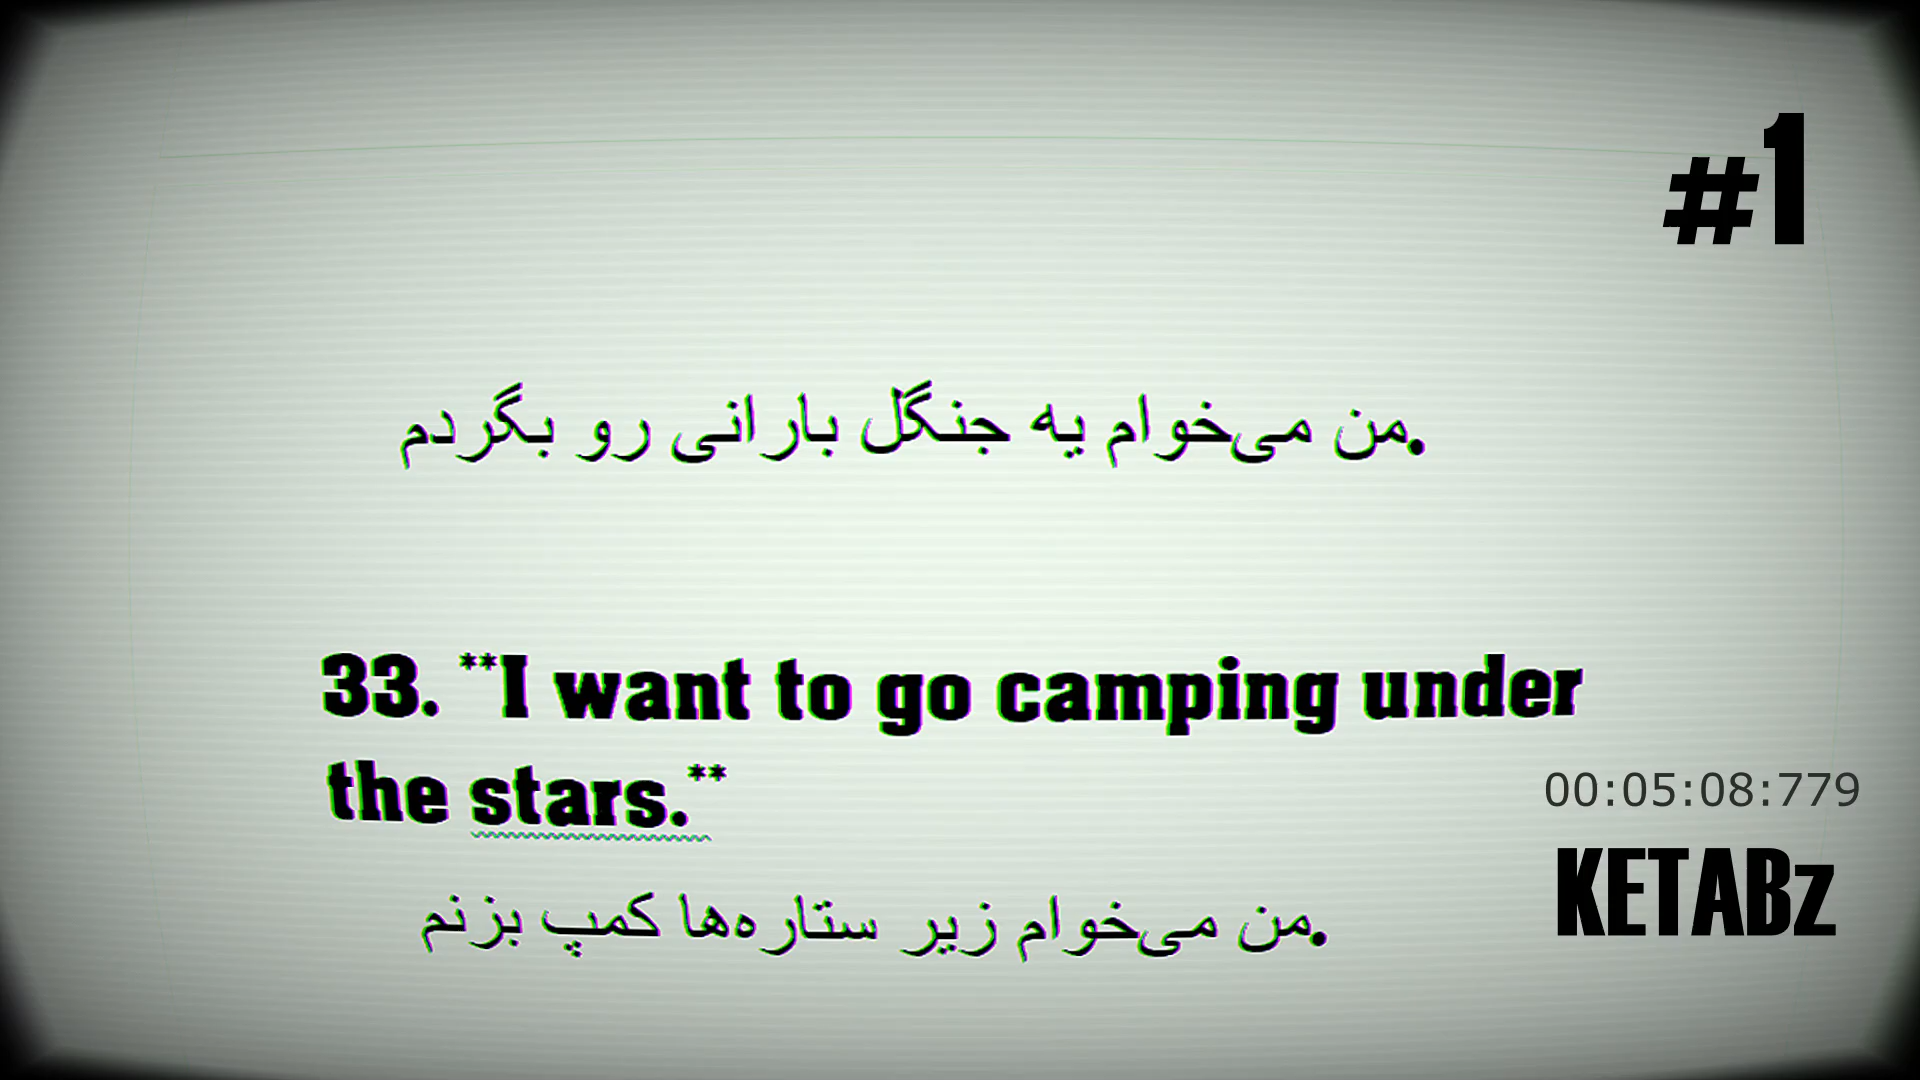 #1
من می‌خوام یه جنگل بارانی رو بگردم.
33. **I want to go camping under
the stars.**
00:05:08:779
KETABz
من می‌خوام زیر ستاره‌ها کمپ بزنم.